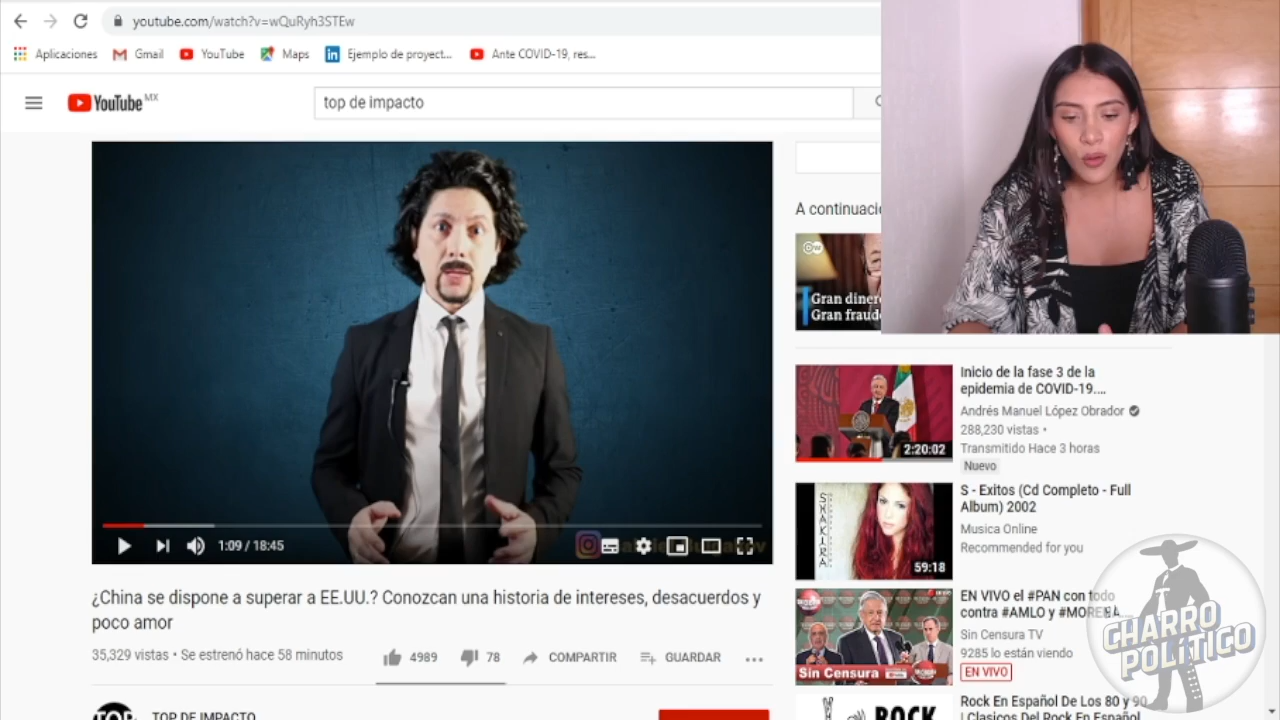 youtube.com/watch?v=wQuRyh3STEw
Aplicaciones
Gmail
YouTube
Maps
in
Ejemplo de proyect...
Ante COVID-19, res...
YouTube MX
top de impacto
A continuació
DW
Gran diner
Gran fraude
1:09 / 18:45
¿China se dispone a superar a EE.UU.? Conozcan una historia de intereses, desacuerdos y
poco amor
35,329 vistas • Se estrenó hace 58 minutos
4989
78
COMPARTIR
GUARDAR
TOP
TOP DE IMPACTO
2:20:02
Inicio de la fase 3 de la
epidemia de COVID-19....
Andrés Manuel López Obrador
288,230 vistas •
Transmitido Hace 3 horas
Nuevo
SHAKIRA
59:18
S - Exitos (Cd Completo - Full
Album) 2002
Musica Online
Recommended for you
Sin Censura
EN VIVO el #PAN con todo
contra #AMLO y #MORENA...
Sin Censura TV
9285 lo están viendo
EN VIVO
ROCK
Rock En Español De Los 80 y 90
| Clasicos Del Rock En Español
CHARRO
POLÍTICO